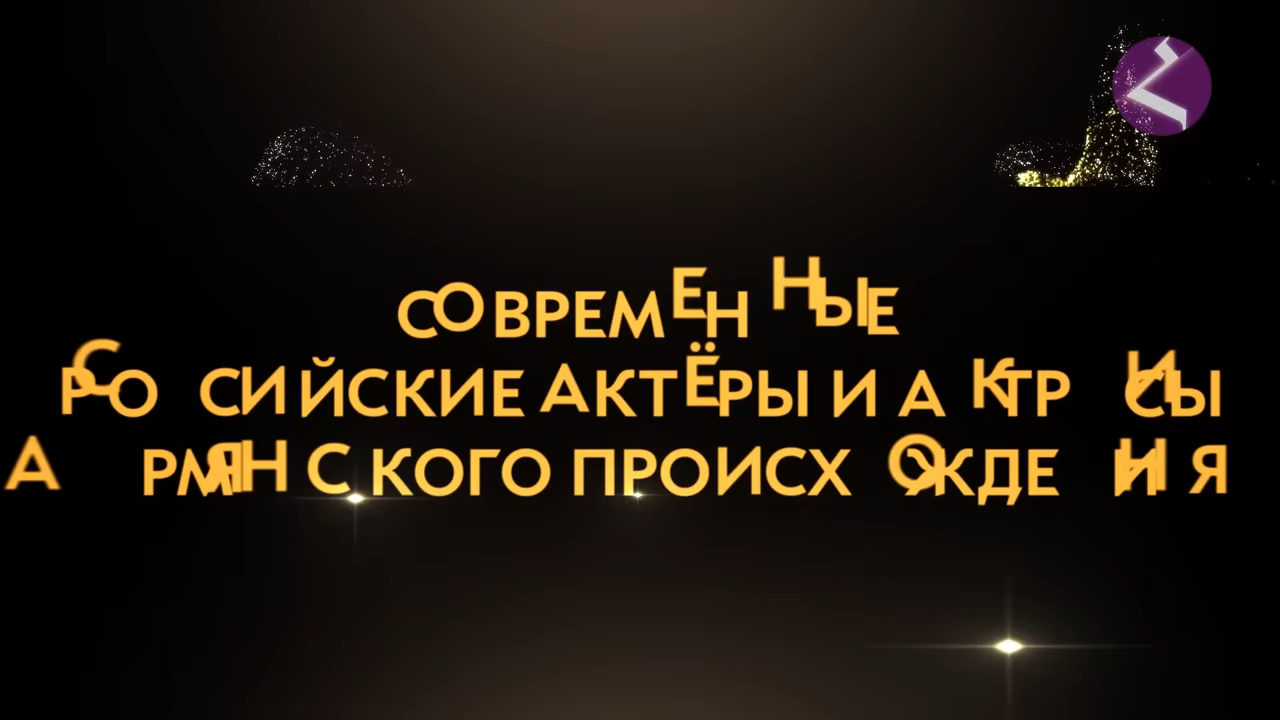 СОВРЕМЕННЫЕ
РОССИЙСКИЕ АКТЁРЫ И АКТРИСЫ
АРМЯНСКОГО ПРОИСХОЖДЕНИЯ